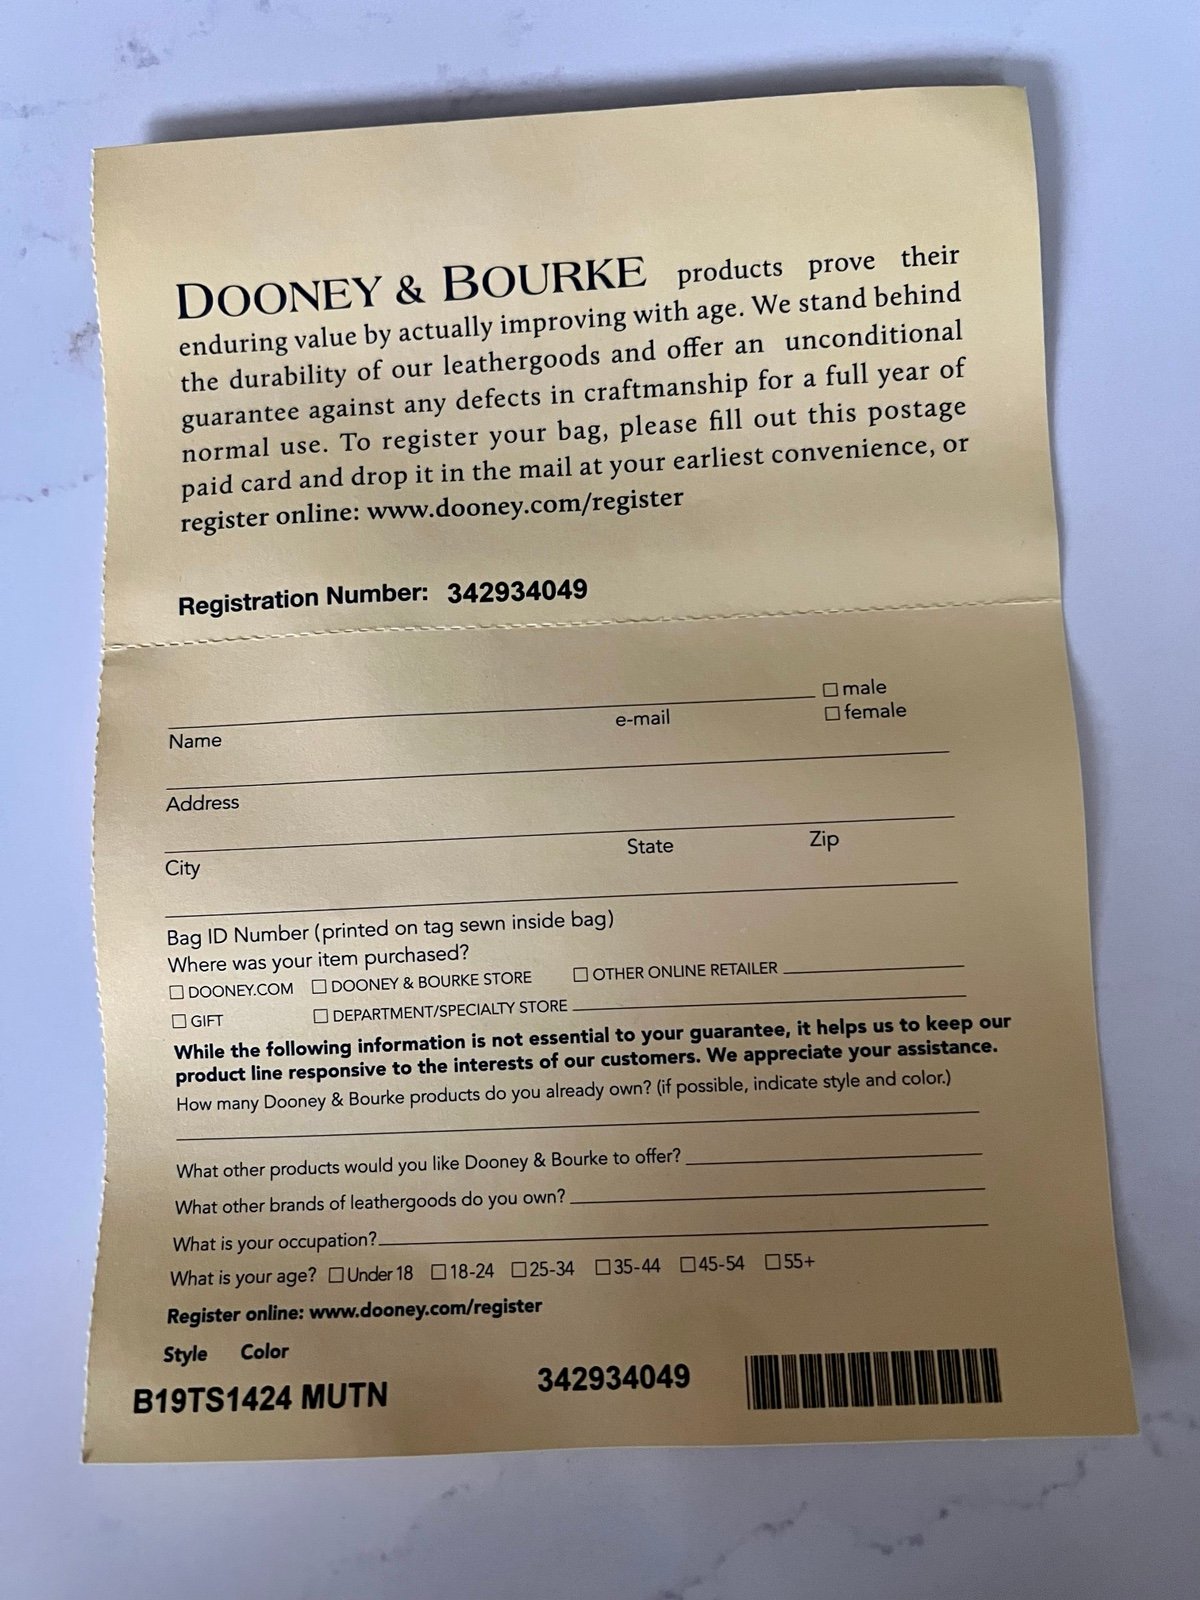 DOONEY & BOURKE products prove their
enduring value by actually improving with age. We stand behind
the durability of our leathergoods and offer an unconditional
guarantee against any defects in craftmanship for a full year of
normal use. To register your bag, please fill out this postage
paid card and drop it in the mail at your earliest convenience, or
register online: www.dooney.com/register
Registration Number: 342934049
☐ male
Name e-mail ☐ female
Address
City State Zip
Bag ID Number (printed on tag sewn inside bag)
Where was your item purchased?
☐ DOONEY.COM ☐ DOONEY & BOURKE STORE ☐ OTHER ONLINE RETAILER
☐ GIFT ☐ DEPARTMENT/SPECIALTY STORE
While the following information is not essential to your guarantee, it helps us to keep our
product line responsive to the interests of our customers. We appreciate your assistance.
How many Dooney & Bourke products do you already own? (if possible, indicate style and color.)
What other products would you like Dooney & Bourke to offer?
What other brands of leathergoods do you own?
What is your occupation?
What is your age? ☐ Under 18 ☐ 18-24 ☐ 25-34 ☐ 35-44 ☐ 45-54 ☐ 55+
Register online: www.dooney.com/register
Style Color
B19TS1424 MUTN 342934049